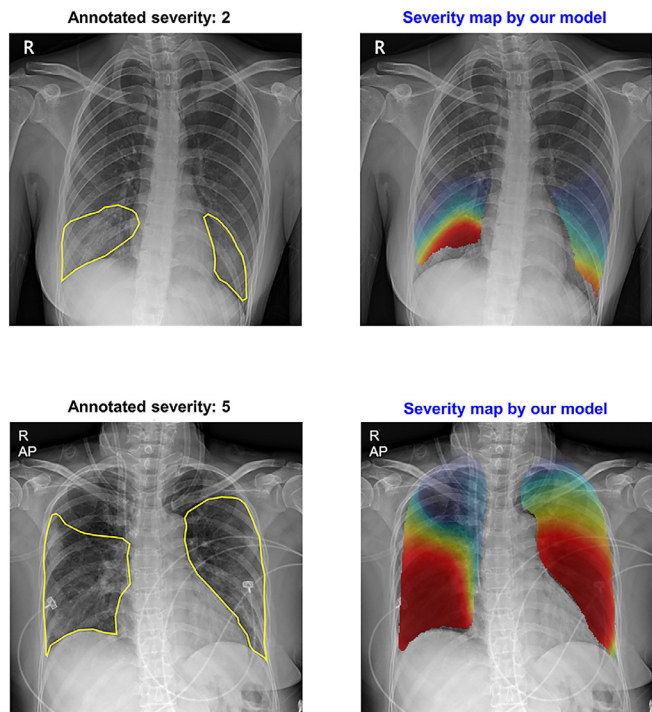 Annotated severity: 2
Severity map by our model
R
R
Annotated severity: 5
Severity map by our model
R
AP
R
AP